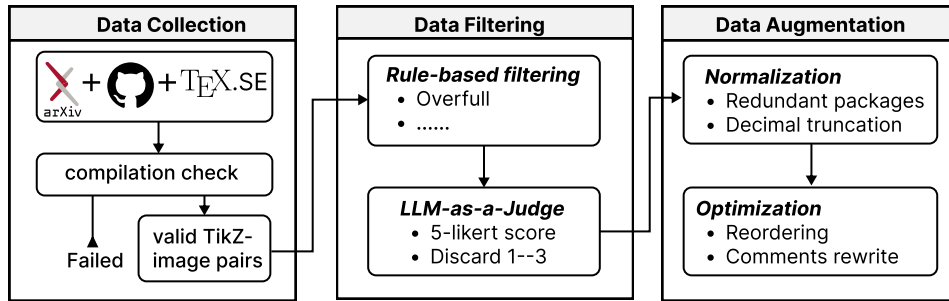 Data Collection
arXiv + + TEX.SE
compilation check
Failed
valid TikZ-
image pairs
Data Filtering
Rule-based filtering
• Overfull
• ......
LLM-as-a-Judge
• 5-likert score
• Discard 1--3
Data Augmentation
Normalization
• Redundant packages
• Decimal truncation
Optimization
• Reordering
• Comments rewrite